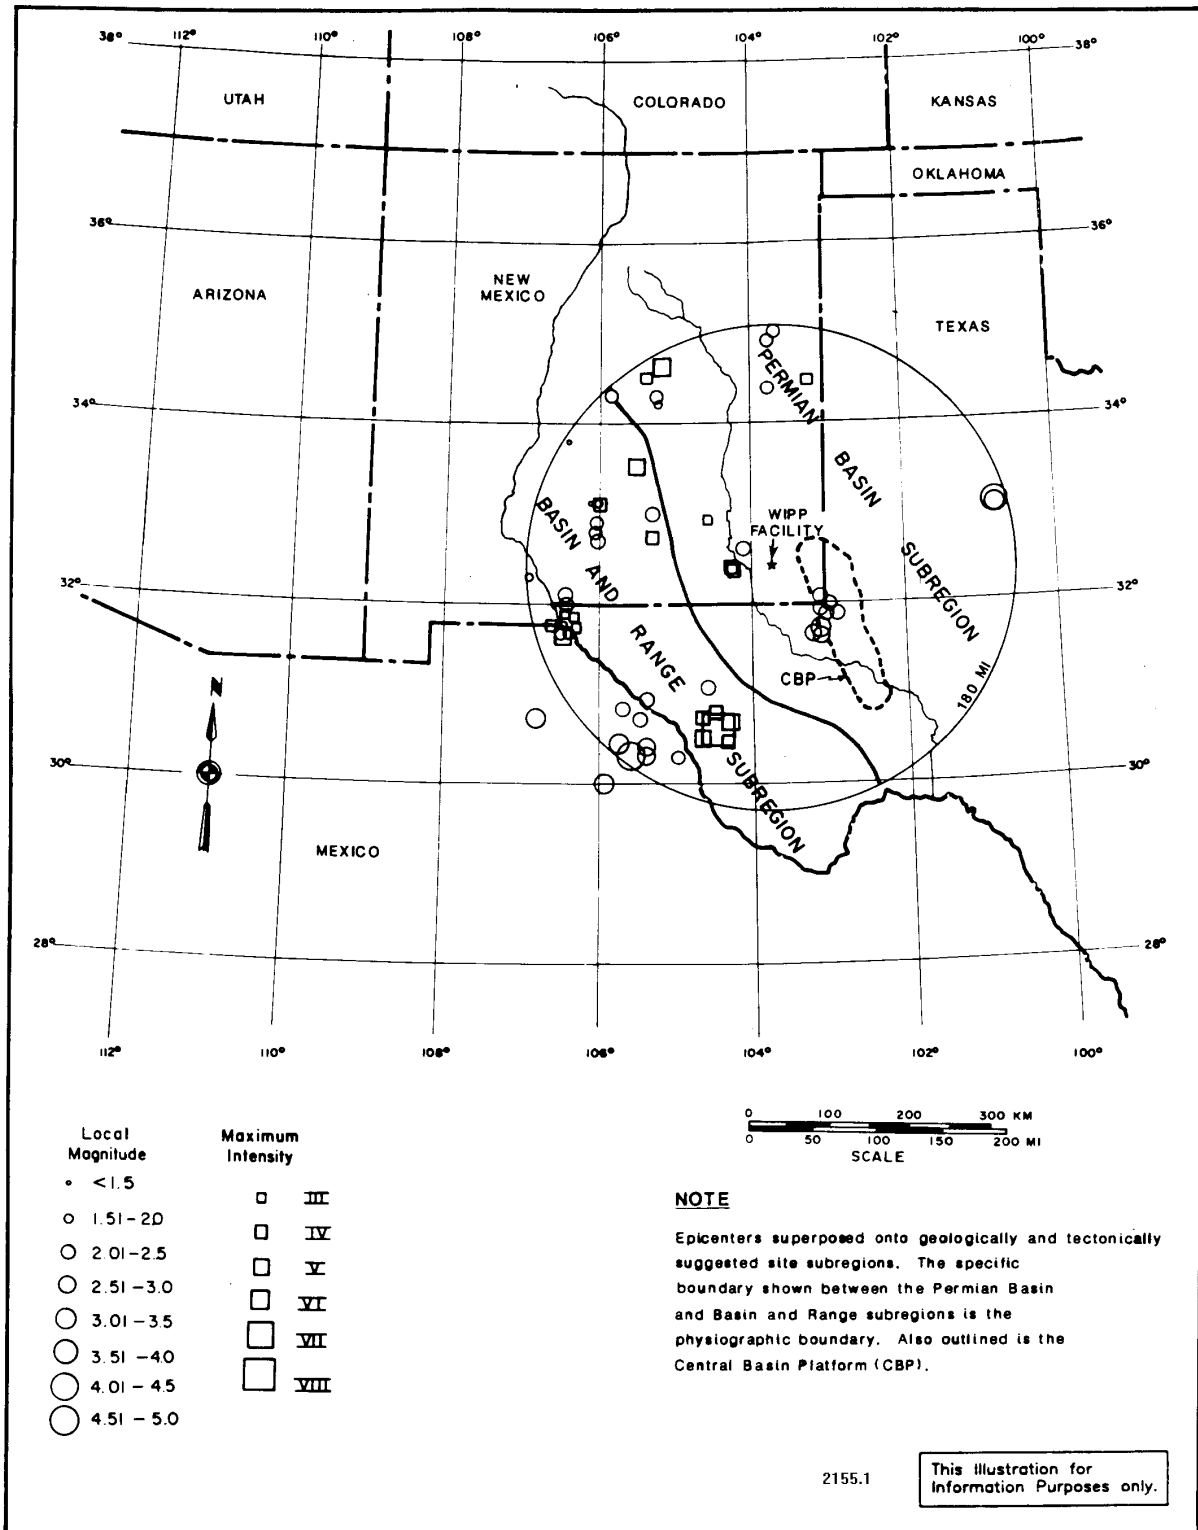 38° 112° 110° 108° 106° 104° 102° 100° 38°
UTAH COLORADO KANSAS
OKLAHOMA
36° 36°
ARIZONA NEW MEXICO TEXAS
PERMIAN BASIN SUBREGION
34° 34°
WIPP
FACILITY
BASIN AND RANGE SUBREGION
32° 32°
CBP
180 MI
N
30° 30°
MEXICO
28° 28°
112° 110° 108° 106° 104° 102° 100°
0 100 200 300 KM
0 50 100 150 200 MI
SCALE
Local
Magnitude
<1.5
1.51-2.0
2.01-2.5
2.51-3.0
3.01-3.5
3.51-4.0
4.01-4.5
4.51-5.0
Maximum
Intensity
III
IV
V
VI
VII
VIII
NOTE
Epicenters superposed onto geologically and tectonically
suggested site subregions. The specific
boundary shown between the Permian Basin
and Basin and Range subregions is the
physiographic boundary. Also outlined is the
Central Basin Platform (CBP).
2155.1
This Illustration for
Information Purposes only.